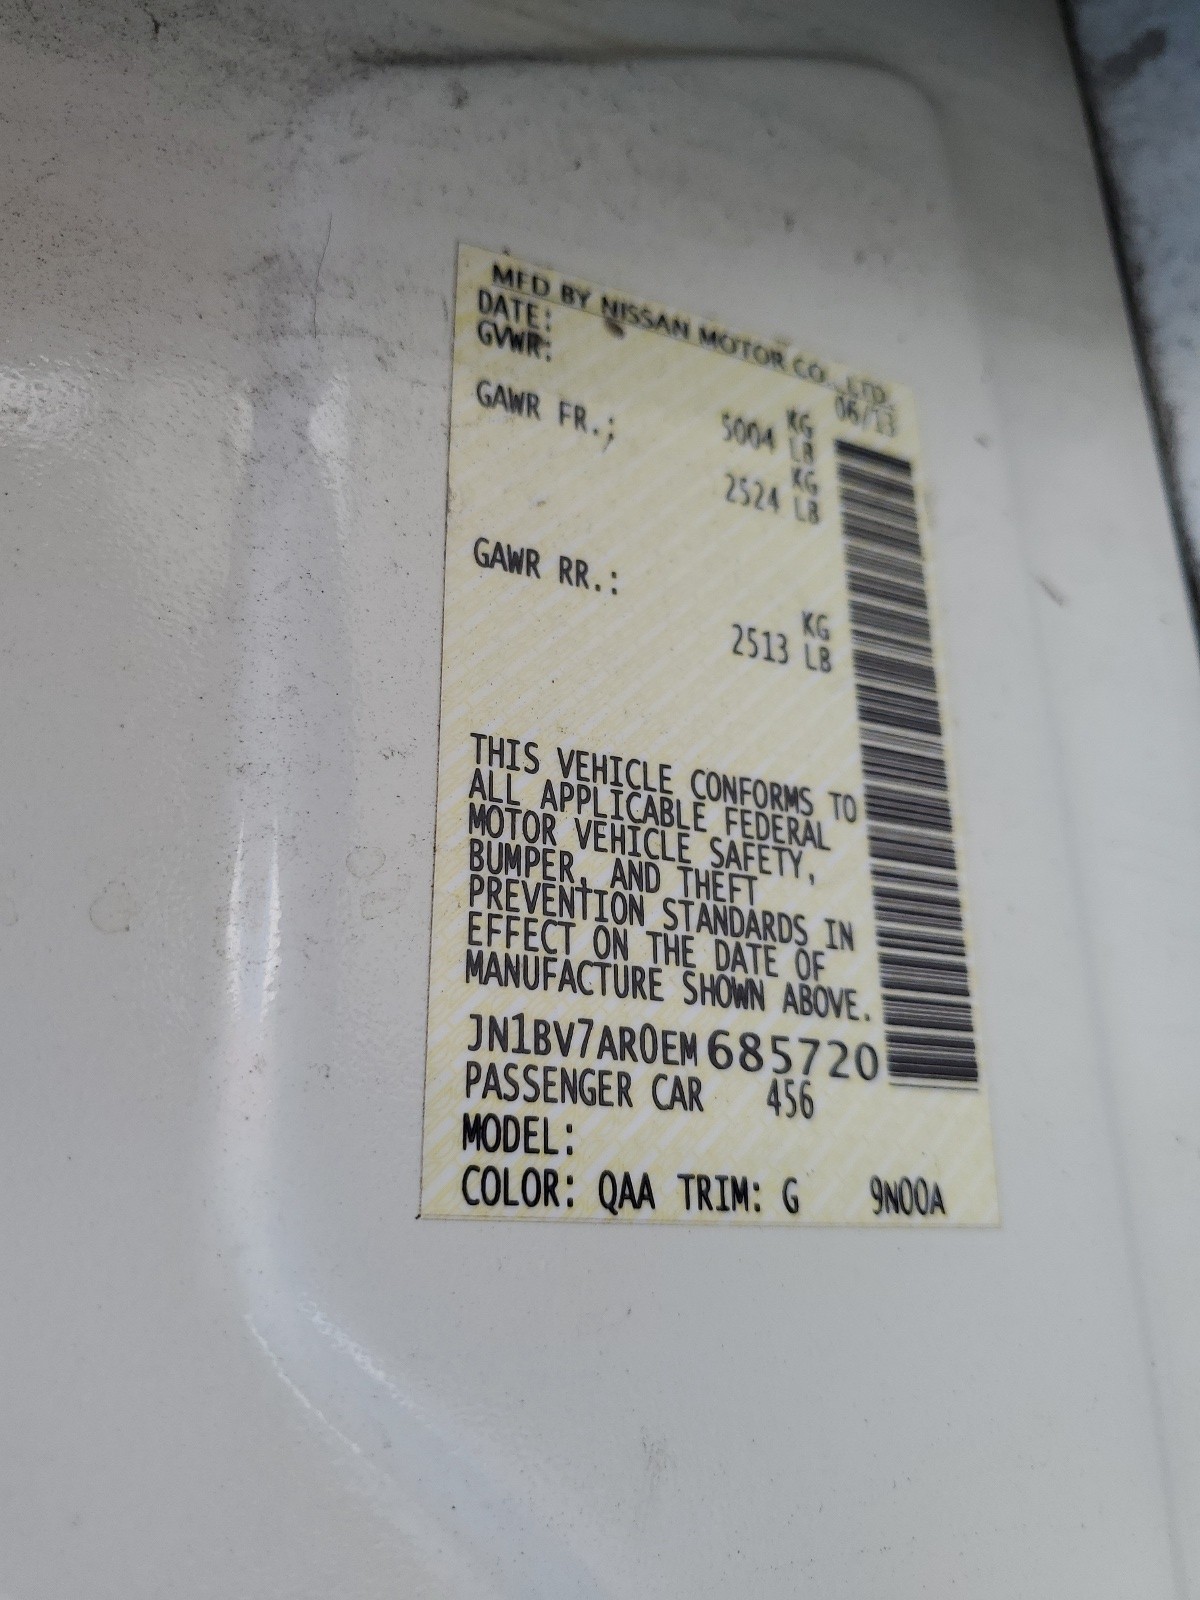 MFD BY NISSAN MOTOR CO., LTD.
DATE: 06/13
GVWR: KG
5004 LB
GAWR FR.: KG
2524 LB
GAWR RR.: KG
2513 LB
THIS VEHICLE CONFORMS TO
ALL APPLICABLE FEDERAL
MOTOR VEHICLE SAFETY,
BUMPER, AND THEFT
PREVENTION STANDARDS IN
EFFECT ON THE DATE OF
MANUFACTURE SHOWN ABOVE.
JN1BV7AR0EM685720
PASSENGER CAR 456
MODEL:
COLOR: QAA TRIM: G 9N00A